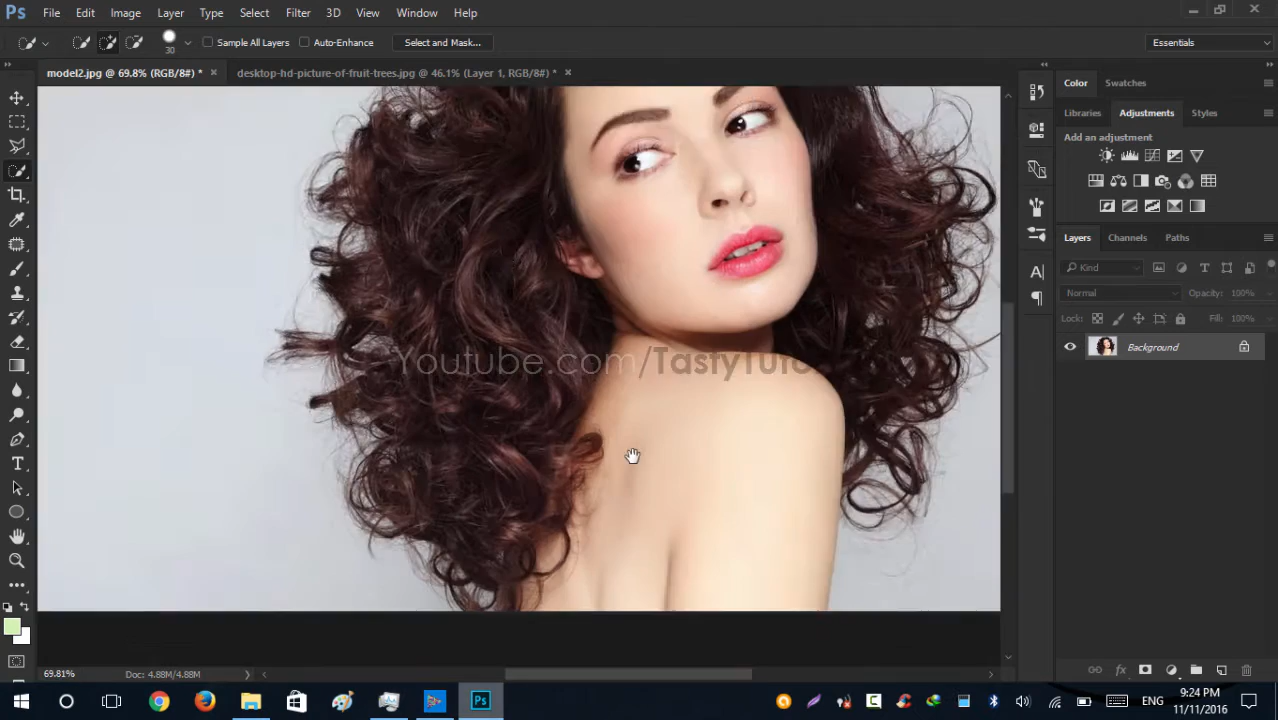 Ps File Edit Image Layer Type Select Filter 3D View Window Help
30 Sample All Layers Auto-Enhance Select and Mask... Essentials
model2.jpg @ 69.8% (RGB/8#) * × desktop-hd-picture-of-fruit-trees.jpg @ 46.1% (Layer 1, RGB/8#) * ×
Color Swatches
Libraries Adjustments Styles
Add an adjustment
Layers Channels Paths
Kind
Normal Opacity: 100%
Lock: Fill: 100%
Background
Youtube.com/TastyTuto
69.81% Doc: 4.88M/4.88M
Ps ENG 9:24 PM
11/11/2016